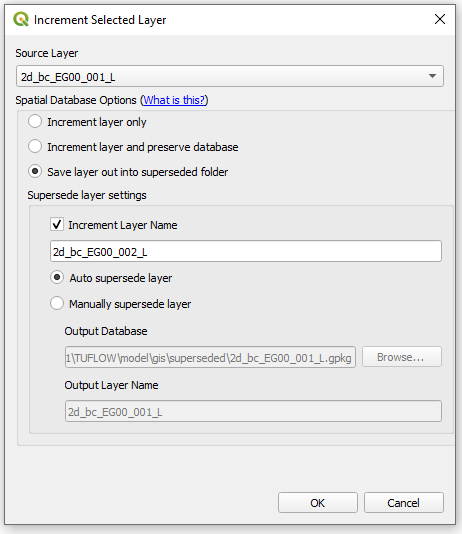 Increment Selected Layer
Source Layer
2d_bc_EG00_001_L
Spatial Database Options (What is this?)
Increment layer only
Increment layer and preserve database
Save layer out into superseded folder
Supersede layer settings
Increment Layer Name
2d_bc_EG00_002_L
Auto supersede layer
Manually supersede layer
Output Database
1\TUFLOW\model\gis\superseded\2d_bc_EG00_001_L.gpkg Browse...
Output Layer Name
2d_bc_EG00_001_L
OK Cancel